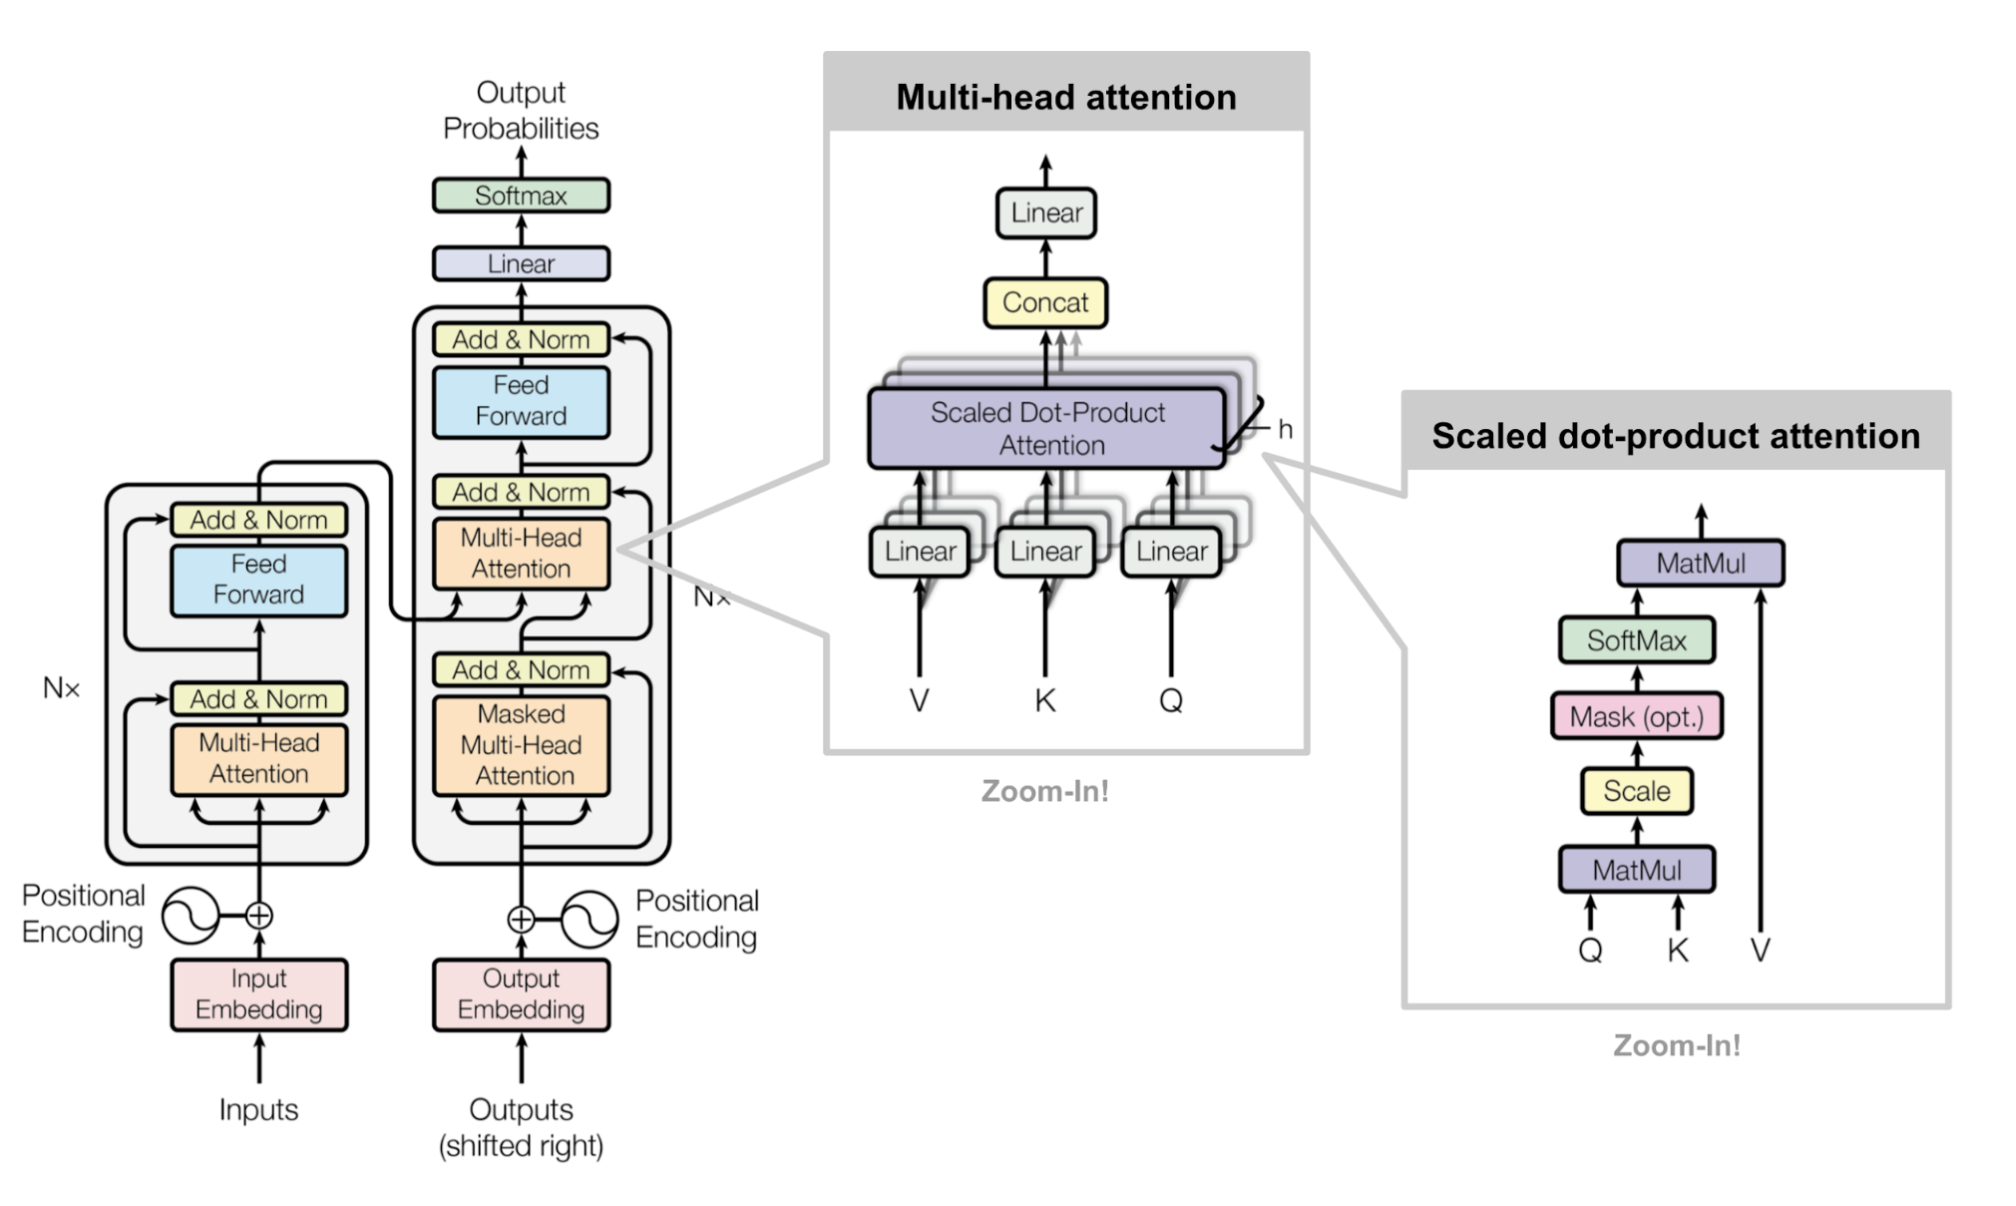 Output
Probabilities
Softmax
Linear
Add & Norm
Feed
Forward
Add & Norm
Multi-Head
Attention
Nx
Add & Norm
Masked
Multi-Head
Attention
Positional
Encoding
Output
Embedding
Outputs
(shifted right)
Add & Norm
Feed
Forward
Nx
Add & Norm
Multi-Head
Attention
Positional
Encoding
Input
Embedding
Inputs
Multi-head attention
Linear
Concat
Scaled Dot-Product
Attention
h
Linear
Linear
Linear
V
K
Q
Zoom-In!
Scaled dot-product attention
MatMul
SoftMax
Mask (opt.)
Scale
MatMul
Q
K
V
Zoom-In!